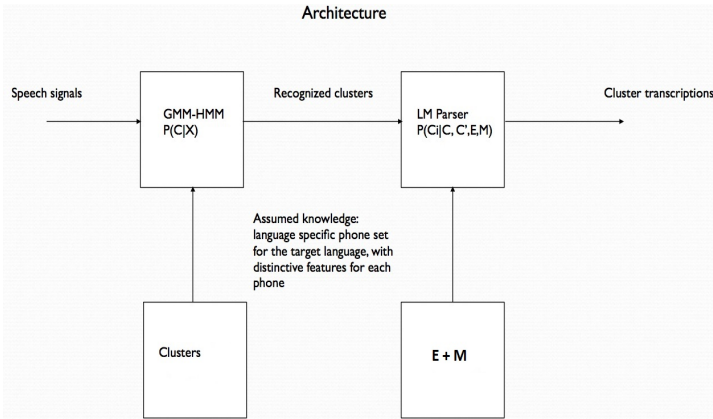 Architecture
Speech signals
GMM-HMM
P(C|X)
Recognized clusters
LM Parser
P(Ci|C, C',E,M)
Cluster transcriptions
Assumed knowledge:
language specific phone set
for the target language, with
distinctive features for each
phone
Clusters
E + M